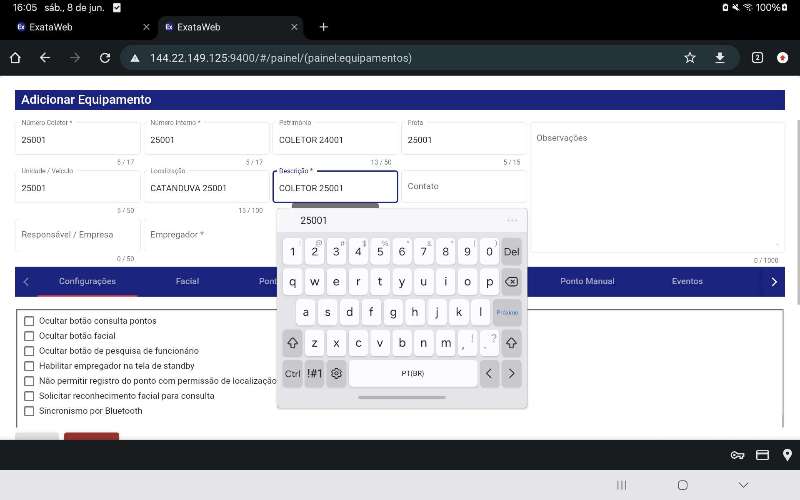 16:05 sáb., 8 de jun. 100%
ExataWeb ExataWeb
144.22.149.125:9400/#/painel/(painel:equipamentos) 2
Adicionar Equipamento
Número Coletor * Número Interno * Patrimônio Frota
25001 25001 COLETOR 24001 25001 Observações
5 / 17 5 / 17 13 / 50 5 / 15
Unidade / Veículo Localização Descrição *
25001 CATANDUVA 25001 COLETOR 25001 Contato
5 / 50 15 / 100
Responsável / Empresa Empregador *
0 / 50 0 / 1000
25001 ...
1 2 3 4 5 6 7 8 9 0 Del
q w e r t y u i o p
a s d f g h j k l Próximo
z x c v b n m , ! . ?
Ctrl !#1 PT(BR) < >
Configurações Facial Pont Ponto Manual Eventos
Ocultar botão consulta pontos
Ocultar botão facial
Ocultar botão de pesquisa de funcionário
Habilitar empregador na tela de standby
Não permitir registro do ponto com permissão de localização
Solicitar reconhecimento facial para consulta
Sincronismo por Bluetooth